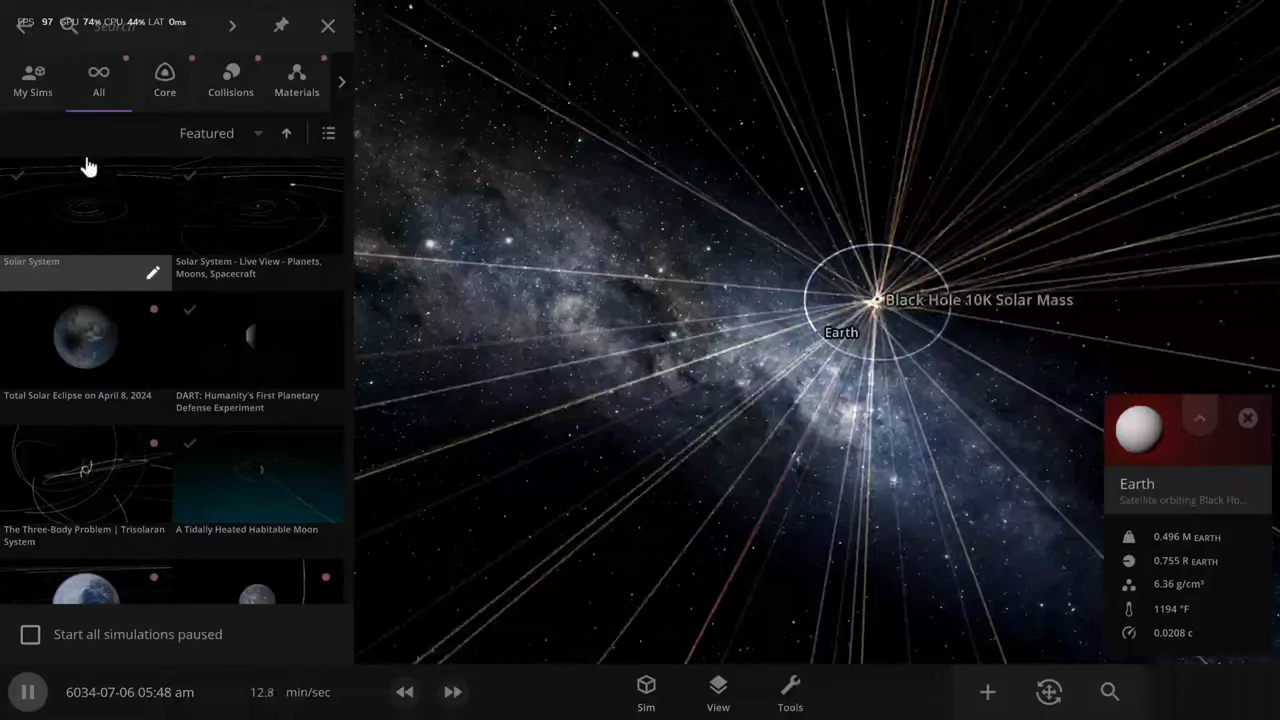 FPS 97 GPU 74% CPU 44% LAT 0ms
Search
My Sims
All
Core
Collisions
Materials
Featured
Solar System
Solar System - Live View - Planets,
Moons, Spacecraft
Total Solar Eclipse on April 8, 2024
DART: Humanity's First Planetary
Defense Experiment
The Three-Body Problem | Trisolaran
System
A Tidally Heated Habitable Moon
Start all simulations paused
Black Hole 10K Solar Mass
Earth
Earth
Satellite orbiting Black Ho...
0.496 M EARTH
0.755 R EARTH
6.36 g/cm³
1194 °F
0.0208 c
6034-07-06 05:48 am
12.8 min/sec
Sim
View
Tools